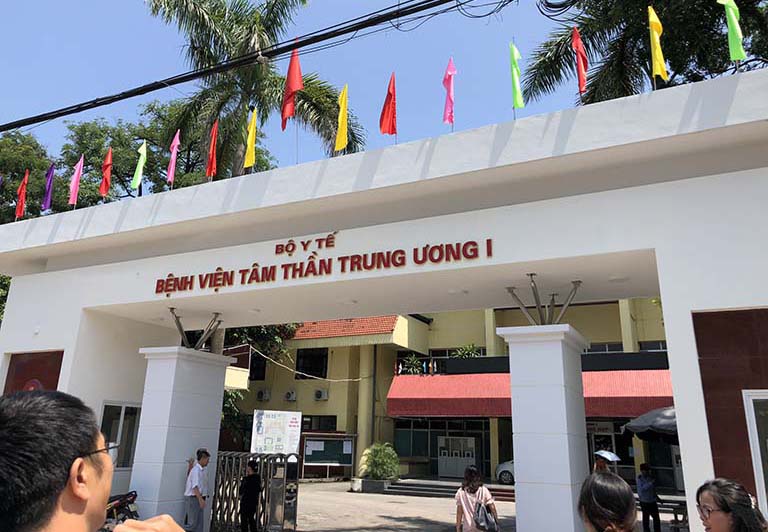 BỘ Y TẾ
BỆNH VIỆN TÂM THẦN TRUNG ƯƠNG I